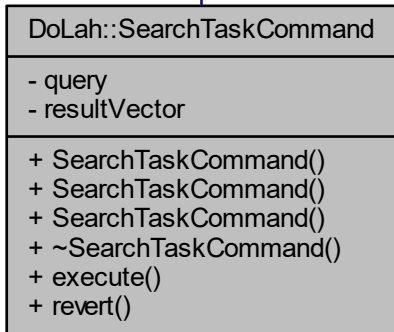 DoLah::SearchTaskCommand
- query
- resultVector
+ SearchTaskCommand()
+ SearchTaskCommand()
+ SearchTaskCommand()
+ ~SearchTaskCommand()
+ execute()
+ revert()